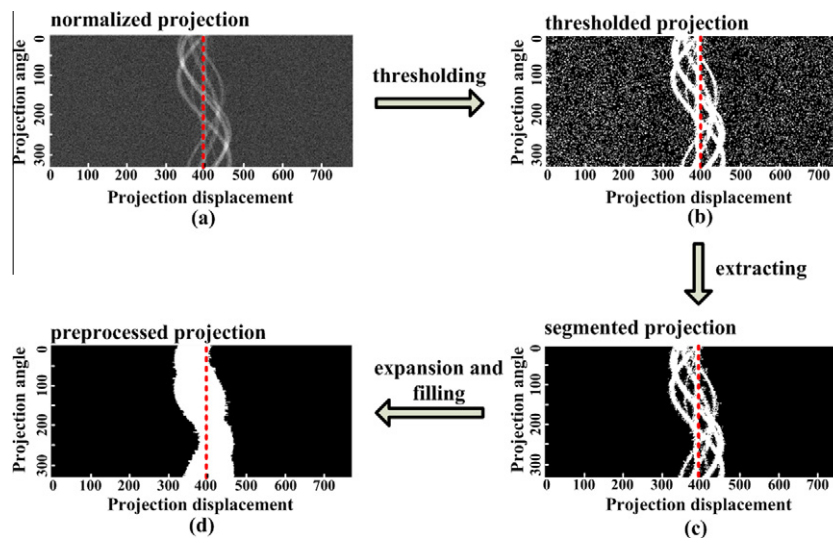 normalized projection
Projection angle
0
100
200
300
0 100 200 300 400 500 600 700
Projection displacement
(a)
thresholding
thresholded projection
Projection angle
0
100
200
300
0 100 200 300 400 500 600 700
Projection displacement
(b)
extracting
segmented projection
Projection angle
0
100
200
300
0 100 200 300 400 500 600 700
Projection displacement
(c)
expansion and
filling
preprocessed projection
Projection angle
0
100
200
300
0 100 200 300 400 500 600 700
Projection displacement
(d)